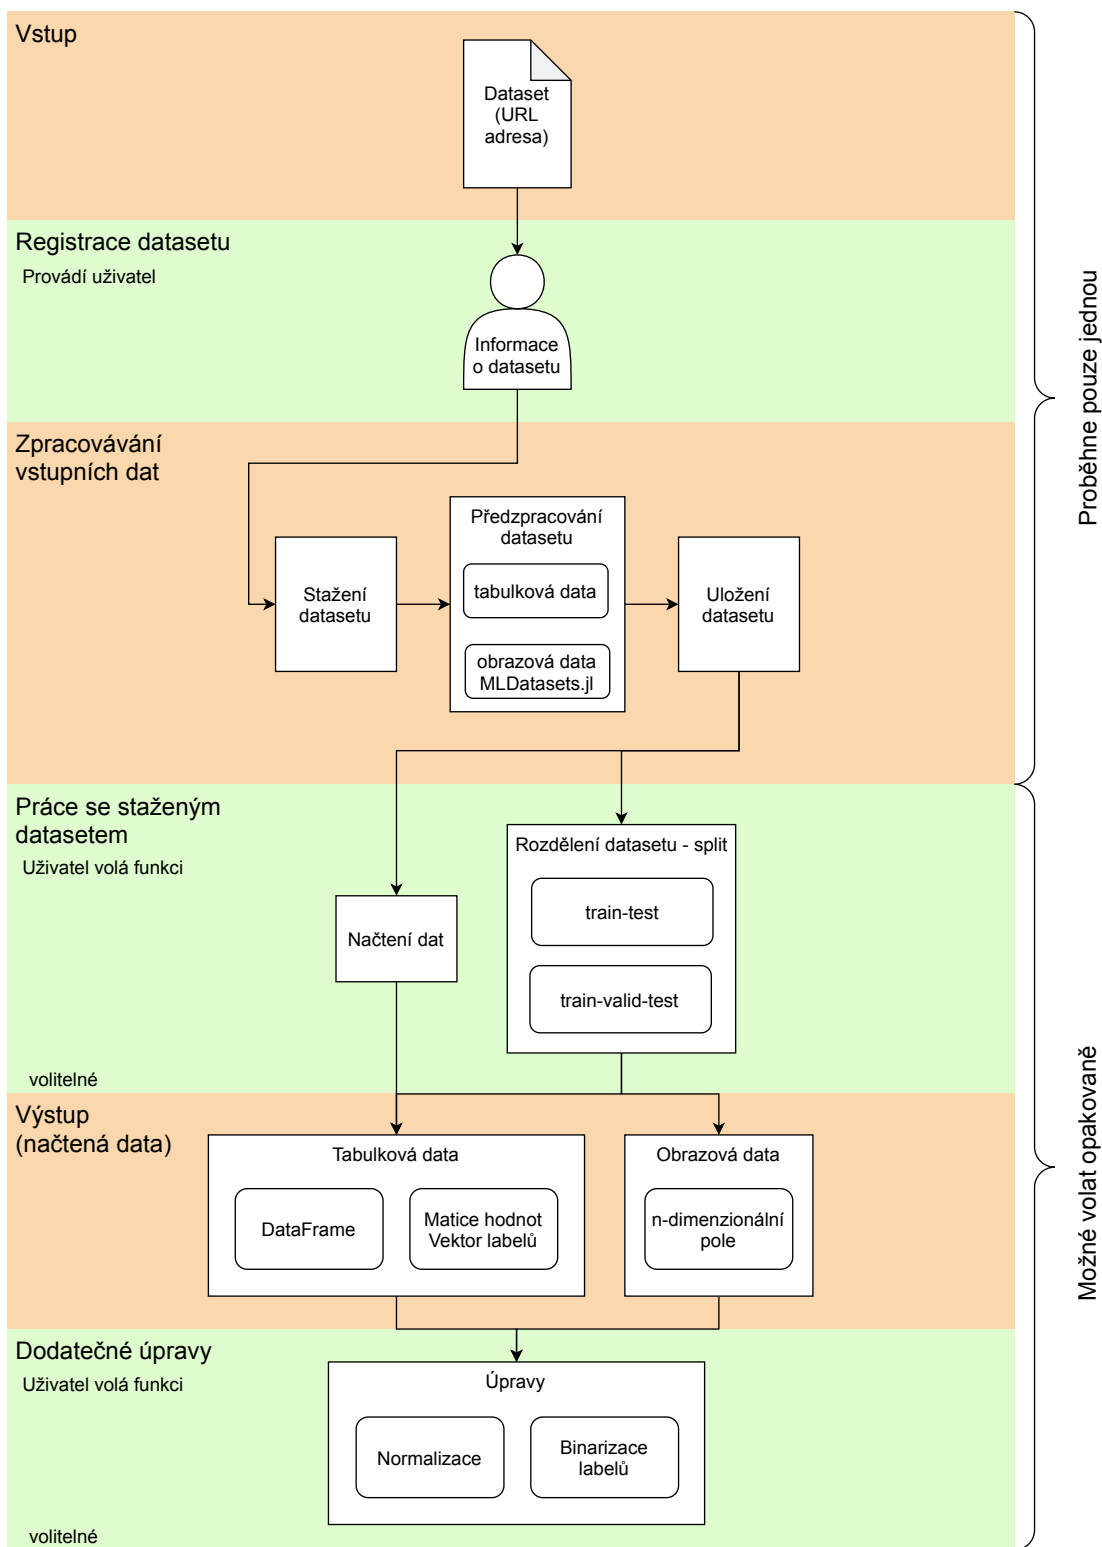 Vstup
Dataset
(URL
adresa)
Registrace datasetu
Provádí uživatel
Informace
o datasetu
Proběhne pouze jednou
Zpracovávání
vstupních dat
Stažení
datasetu
Předzpracování
datasetu
tabulková data
obrazová data
MLDatasets.jl
Uložení
datasetu
Práce se staženým
datasetem
Uživatel volá funkci
Načtení dat
Rozdělení datasetu - split
train-test
train-valid-test
volitelné
Možné volat opakovaně
Výstup
(načtená data)
Tabulková data
DataFrame
Matice hodnot
Vektor labelů
Obrazová data
n-dimenzionální
pole
Dodatečné úpravy
Uživatel volá funkci
Úpravy
Normalizace
Binarizace
labelů
volitelné